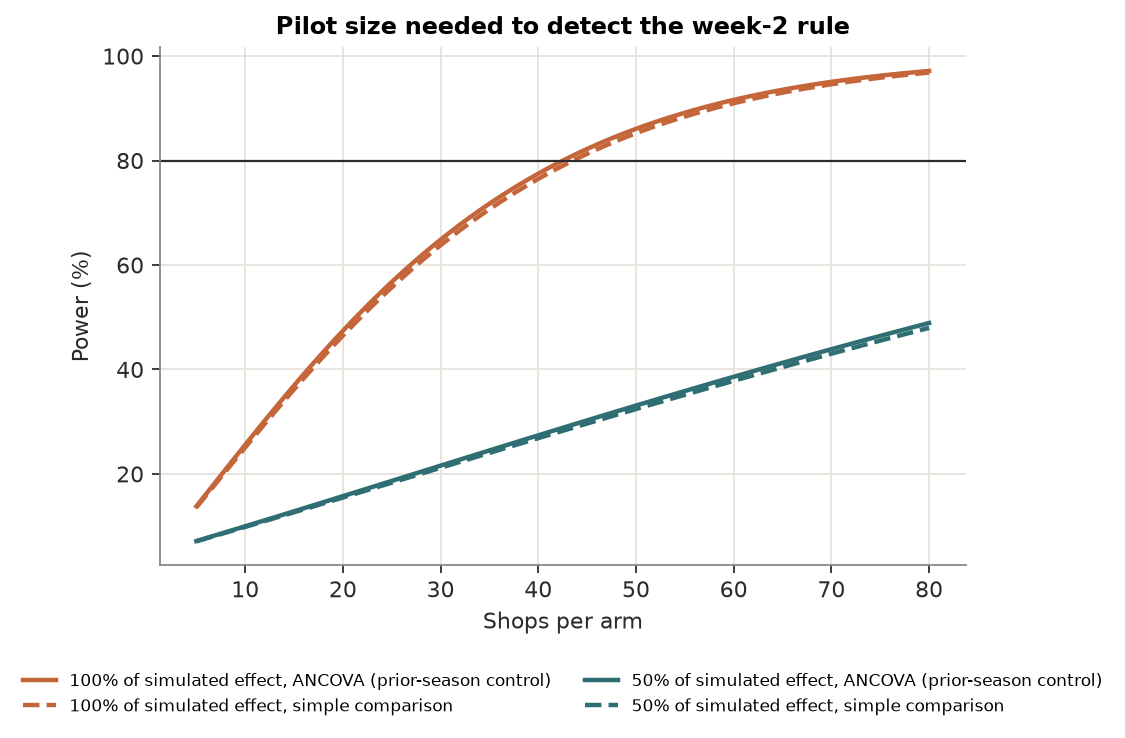 Pilot size needed to detect the week-2 rule
Power (%)
100
80
60
40
20
10 20 30 40 50 60 70 80
Shops per arm
100% of simulated effect, ANCOVA (prior-season control)
100% of simulated effect, simple comparison
50% of simulated effect, ANCOVA (prior-season control)
50% of simulated effect, simple comparison